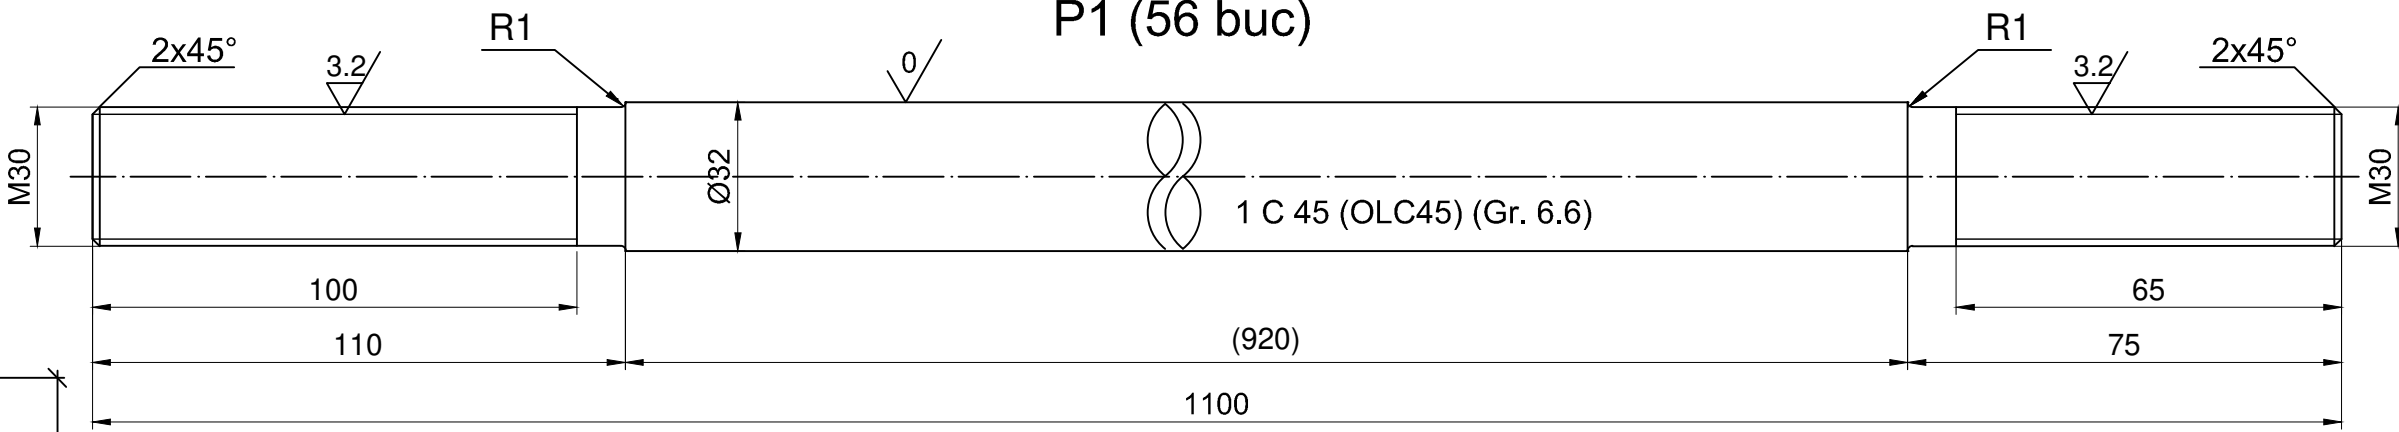 P1 (56 buc)
2x45°
3.2
R1
0
R1
3.2
2x45°
M30
Ø32
1 C 45 (OLC45) (Gr. 6.6)
M30
100
65
110
(920)
75
1100